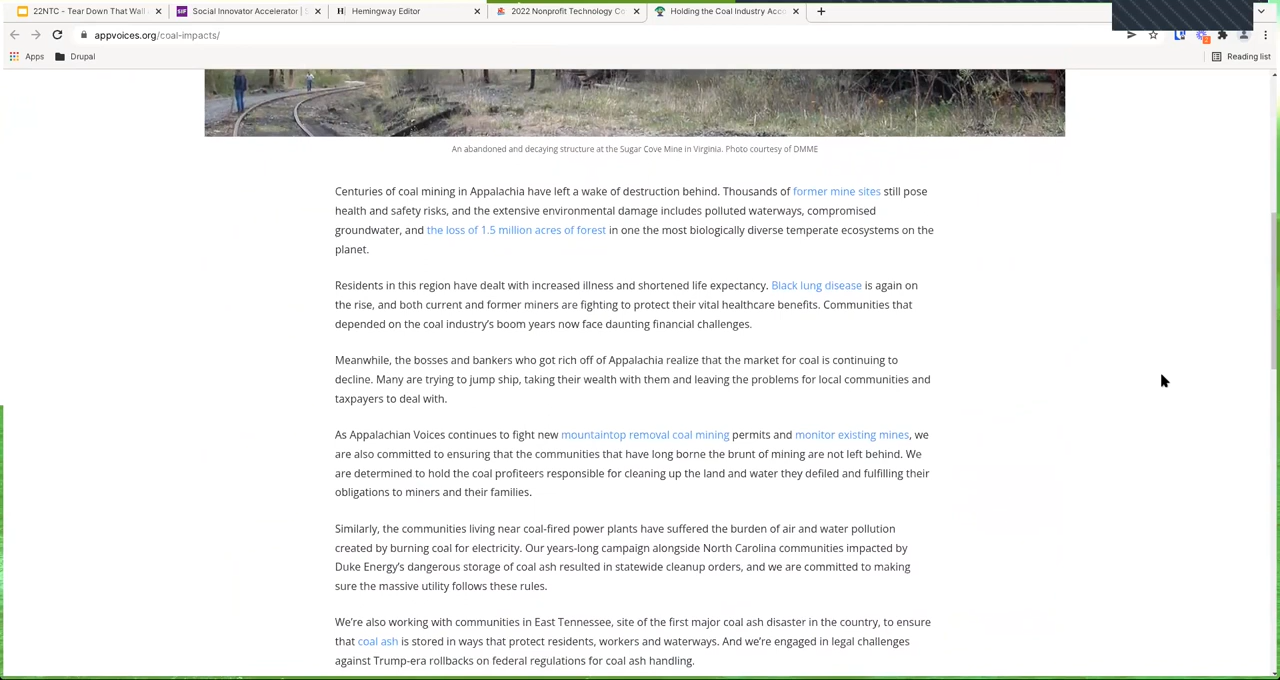 22NTC - Tear Down That Wall
Social Innovator Accelerator |
Hemingway Editor
2022 Nonprofit Technology Co
Holding the Coal Industry Acco
appvoices.org/coal-impacts/
Apps
Drupal
Reading list
An abandoned and decaying structure at the Sugar Cove Mine in Virginia. Photo courtesy of DMME
Centuries of coal mining in Appalachia have left a wake of destruction behind. Thousands of former mine sites still pose
health and safety risks, and the extensive environmental damage includes polluted waterways, compromised
groundwater, and the loss of 1.5 million acres of forest in one the most biologically diverse temperate ecosystems on the
planet.
Residents in this region have dealt with increased illness and shortened life expectancy. Black lung disease is again on
the rise, and both current and former miners are fighting to protect their vital healthcare benefits. Communities that
depended on the coal industry's boom years now face daunting financial challenges.
Meanwhile, the bosses and bankers who got rich off of Appalachia realize that the market for coal is continuing to
decline. Many are trying to jump ship, taking their wealth with them and leaving the problems for local communities and
taxpayers to deal with.
As Appalachian Voices continues to fight new mountaintop removal coal mining permits and monitor existing mines, we
are also committed to ensuring that the communities that have long borne the brunt of mining are not left behind. We
are determined to hold the coal profiteers responsible for cleaning up the land and water they defiled and fulfilling their
obligations to miners and their families.
Similarly, the communities living near coal-fired power plants have suffered the burden of air and water pollution
created by burning coal for electricity. Our years-long campaign alongside North Carolina communities impacted by
Duke Energy's dangerous storage of coal ash resulted in statewide cleanup orders, and we are committed to making
sure the massive utility follows these rules.
We're also working with communities in East Tennessee, site of the first major coal ash disaster in the country, to ensure
that coal ash is stored in ways that protect residents, workers and waterways. And we're engaged in legal challenges
against Trump-era rollbacks on federal regulations for coal ash handling.